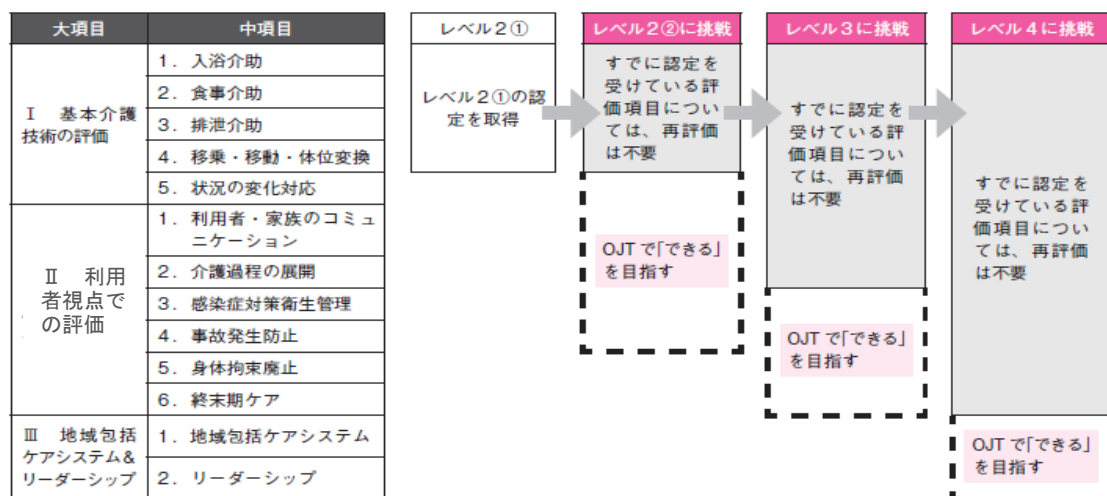 大項目 中項目
Ⅰ 基本介護
技術の評価
1．入浴介助
2．食事介助
3．排泄介助
4．移乗・移動・体位変換
5．状況の変化対応
Ⅱ 利用
者視点で
の評価
1．利用者・家族のコミュ
ニケーション
2．介護過程の展開
3．感染症対策衛生管理
4．事故発生防止
5．身体拘束廃止
6．終末期ケア
Ⅲ 地域包括
ケアシステム&
リーダーシップ
1．地域包括ケアシステム
2．リーダーシップ
レベル2①
レベル2①の認
定を取得
レベル2②に挑戦
すでに認定を
受けている評
価項目につい
ては、再評価
は不要
OJTで「できる」
を目指す
レベル3に挑戦
すでに認定を
受けている評
価項目につい
ては、再評価
は不要
OJTで「できる」
を目指す
レベル4に挑戦
すでに認定を
受けている評
価項目につい
ては、再評価
は不要
OJTで「できる」
を目指す